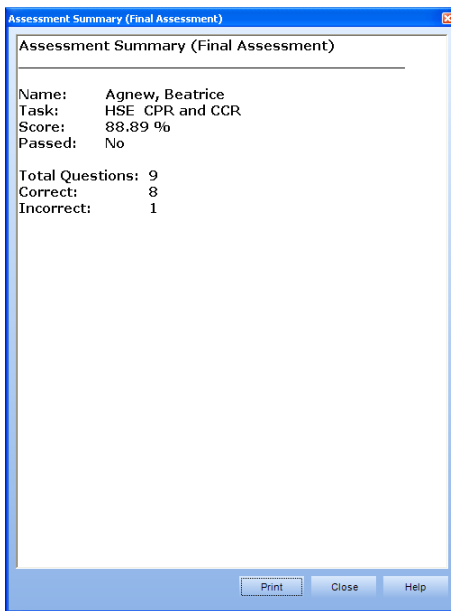 Assessment Summary (Final Assessment)
Assessment Summary (Final Assessment)
Name: Agnew, Beatrice
Task: HSE CPR and CCR
Score: 88.89 %
Passed: No
Total Questions: 9
Correct: 8
Incorrect: 1
Print Close Help